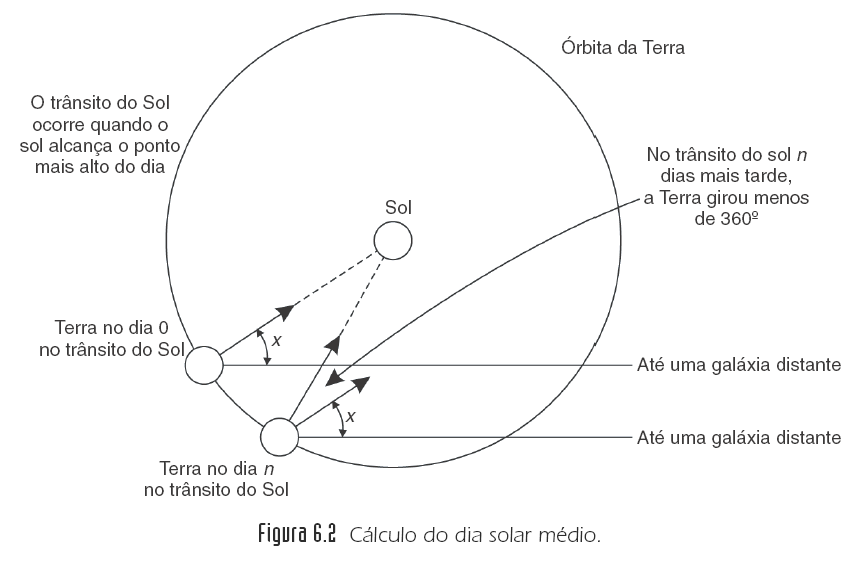 Órbita da Terra
O trânsito do Sol
ocorre quando o
sol alcança o ponto
mais alto do dia
No trânsito do sol n
dias mais tarde,
a Terra girou menos
de 360º
Sol
Terra no dia 0
no trânsito do Sol
x
Até uma galáxia distante
x
Até uma galáxia distante
Terra no dia n
no trânsito do Sol
Figura 6.2 Cálculo do dia solar médio.